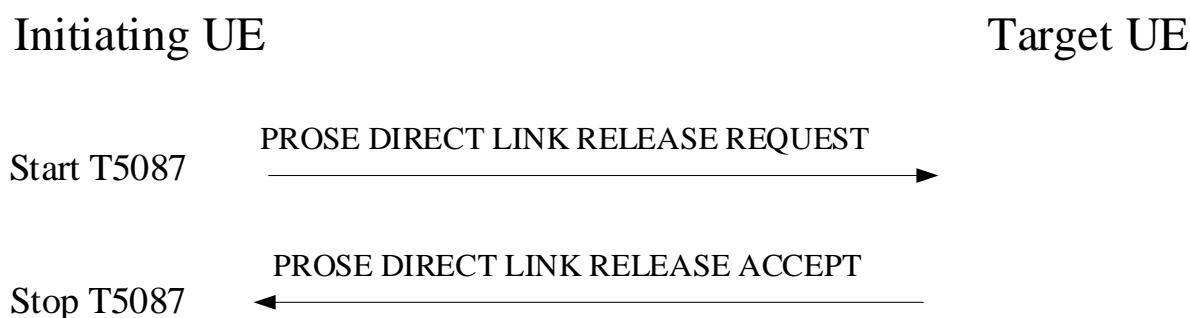 Initiating UE
Target UE
PROSE DIRECT LINK RELEASE REQUEST
Start T5087
PROSE DIRECT LINK RELEASE ACCEPT
Stop T5087